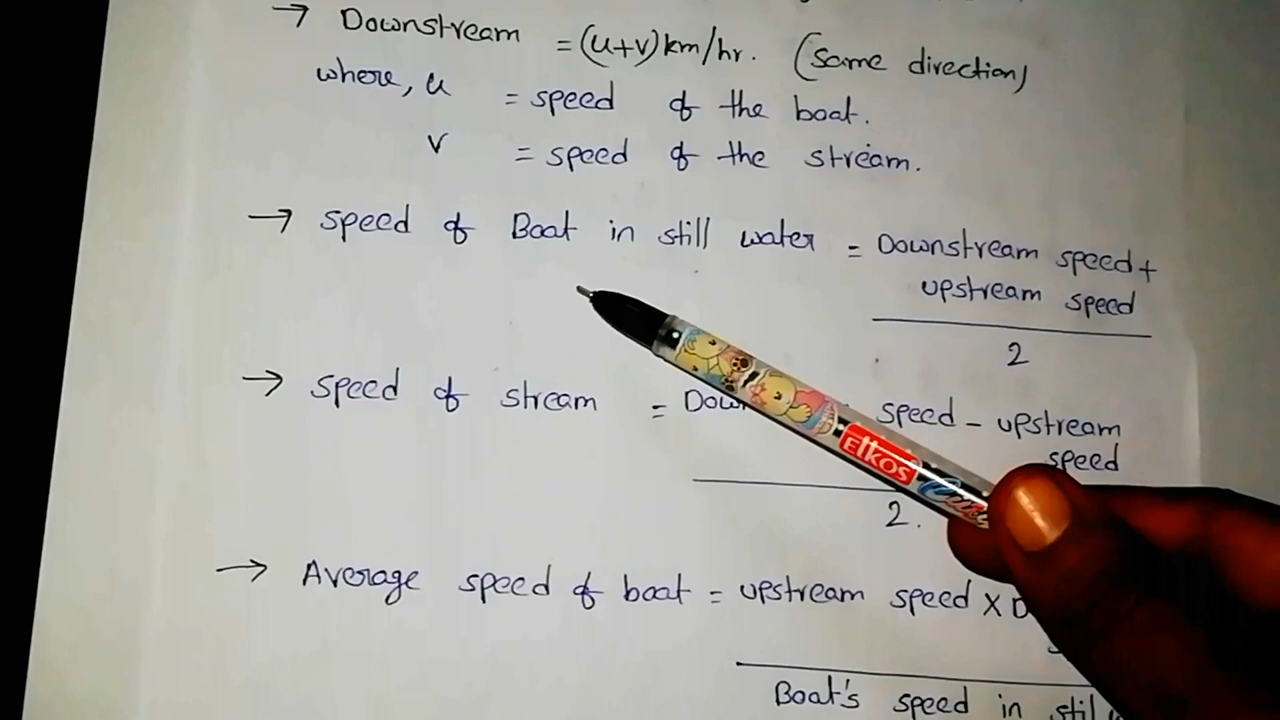 → Downstream = (u+v)km/hr. (same direction)
where, u = speed of the boat.
v = speed of the stream.
→ Speed of Boat in still water = Downstream speed+
upstream speed
2
→ Speed of stream = speed - upstream
speed
2.
→ Average speed of boat = upstream speed X
Boat's speed in
Elkos